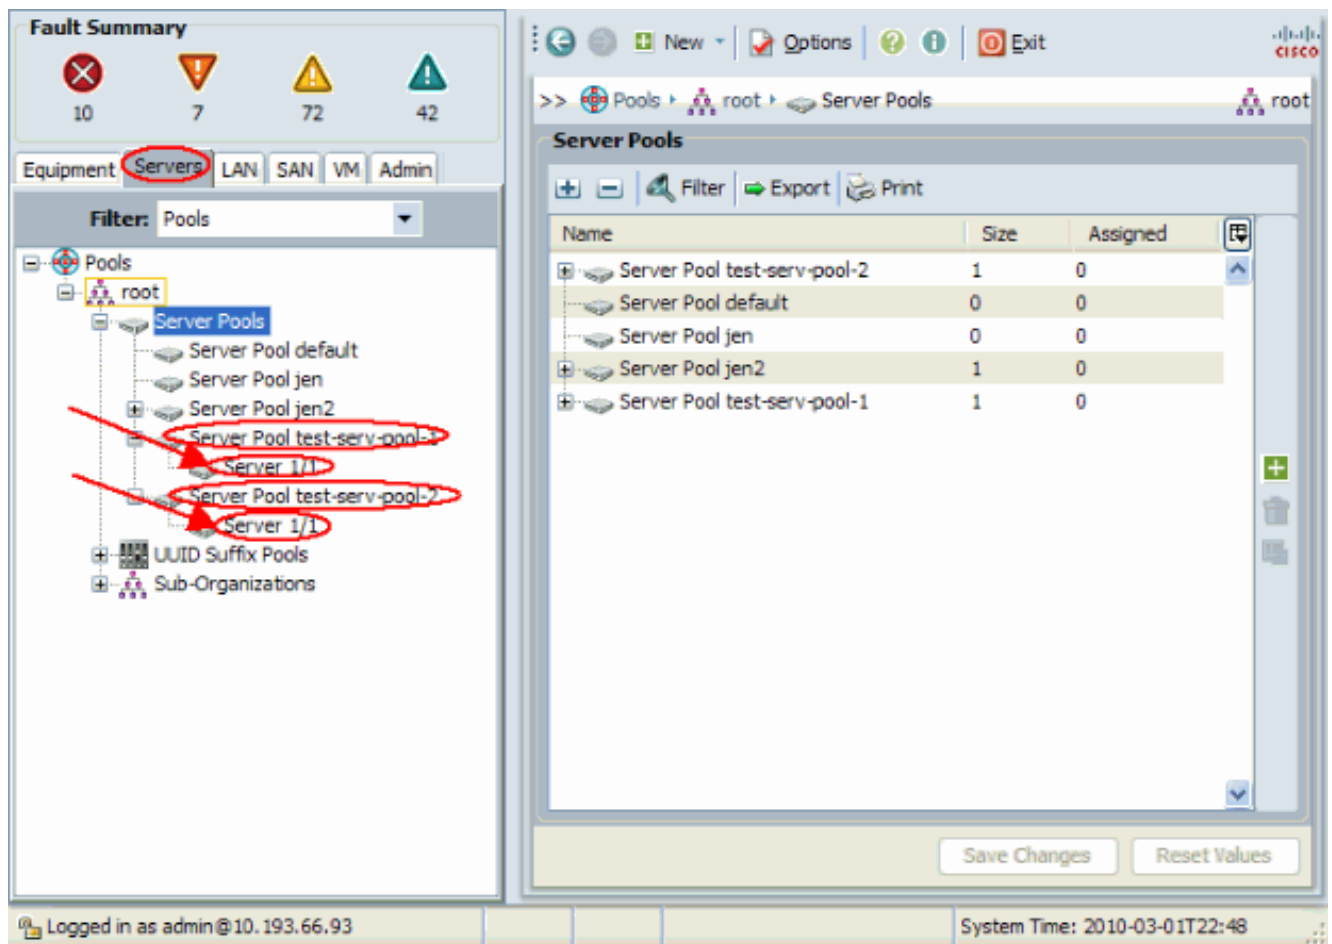 Fault Summary
10 7 72 42
Equipment Servers LAN SAN VM Admin
Filter: Pools
Pools
root
Server Pools
Server Pool default
Server Pool jen
Server Pool jen2
Server Pool test-serv-pool-1
Server 1/1
Server Pool test-serv-pool-2
Server 1/1
UUID Suffix Pools
Sub-Organizations
New Options Exit
CISCO
>> Pools root Server Pools root
Server Pools
Filter Export Print
Name Size Assigned
Server Pool test-serv-pool-2 1 0
Server Pool default 0 0
Server Pool jen 0 0
Server Pool jen2 1 0
Server Pool test-serv-pool-1 1 0
Save Changes Reset Values
Logged in as admin@10.193.66.93 System Time: 2010-03-01T22:48